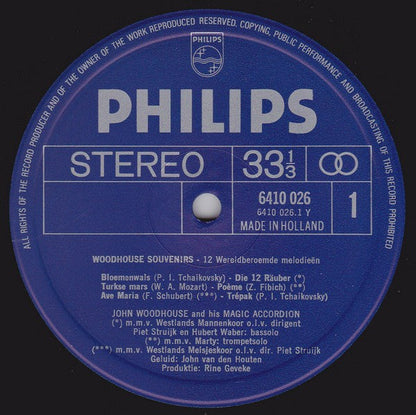 ALL RIGHTS OF THE RECORD PRODUCER AND OF THE OWNER OF THE WORK REPRODUCED RESERVED. COPYING, PUBLIC PERFORMANCE AND BROADCASTING OF THIS RECORD PROHIBITED
PHILIPS
PHILIPS
STEREO 33 1/3
6410 026
6410 026.1 Y
MADE IN HOLLAND
1
WOODHOUSE SOUVENIRS - 12 Wereldberoemde melodieën
Bloemenwals (P. I. Tchaikovsky) - Die 12 Räuber (*)
Turkse mars (W. A. Mozart) - Poème (Z. Fibich) (**)
Ave Maria (F. Schubert) (***) - Trépak (P. I. Tchaikovsky)
JOHN WOODHOUSE and his MAGIC ACCORDION
(*) m.m.v. Westlands Mannenkoor o.l.v. dirigent
Piet Struijk en Hubert Waber: bassolo
(**) m.m.v. Marty: trompetsolo
(***) m.m.v. Westlands Meisjeskoor o.l.v. dir. Piet Struijk
Geluid: John van den Houten
Produktie: Rino Geveke